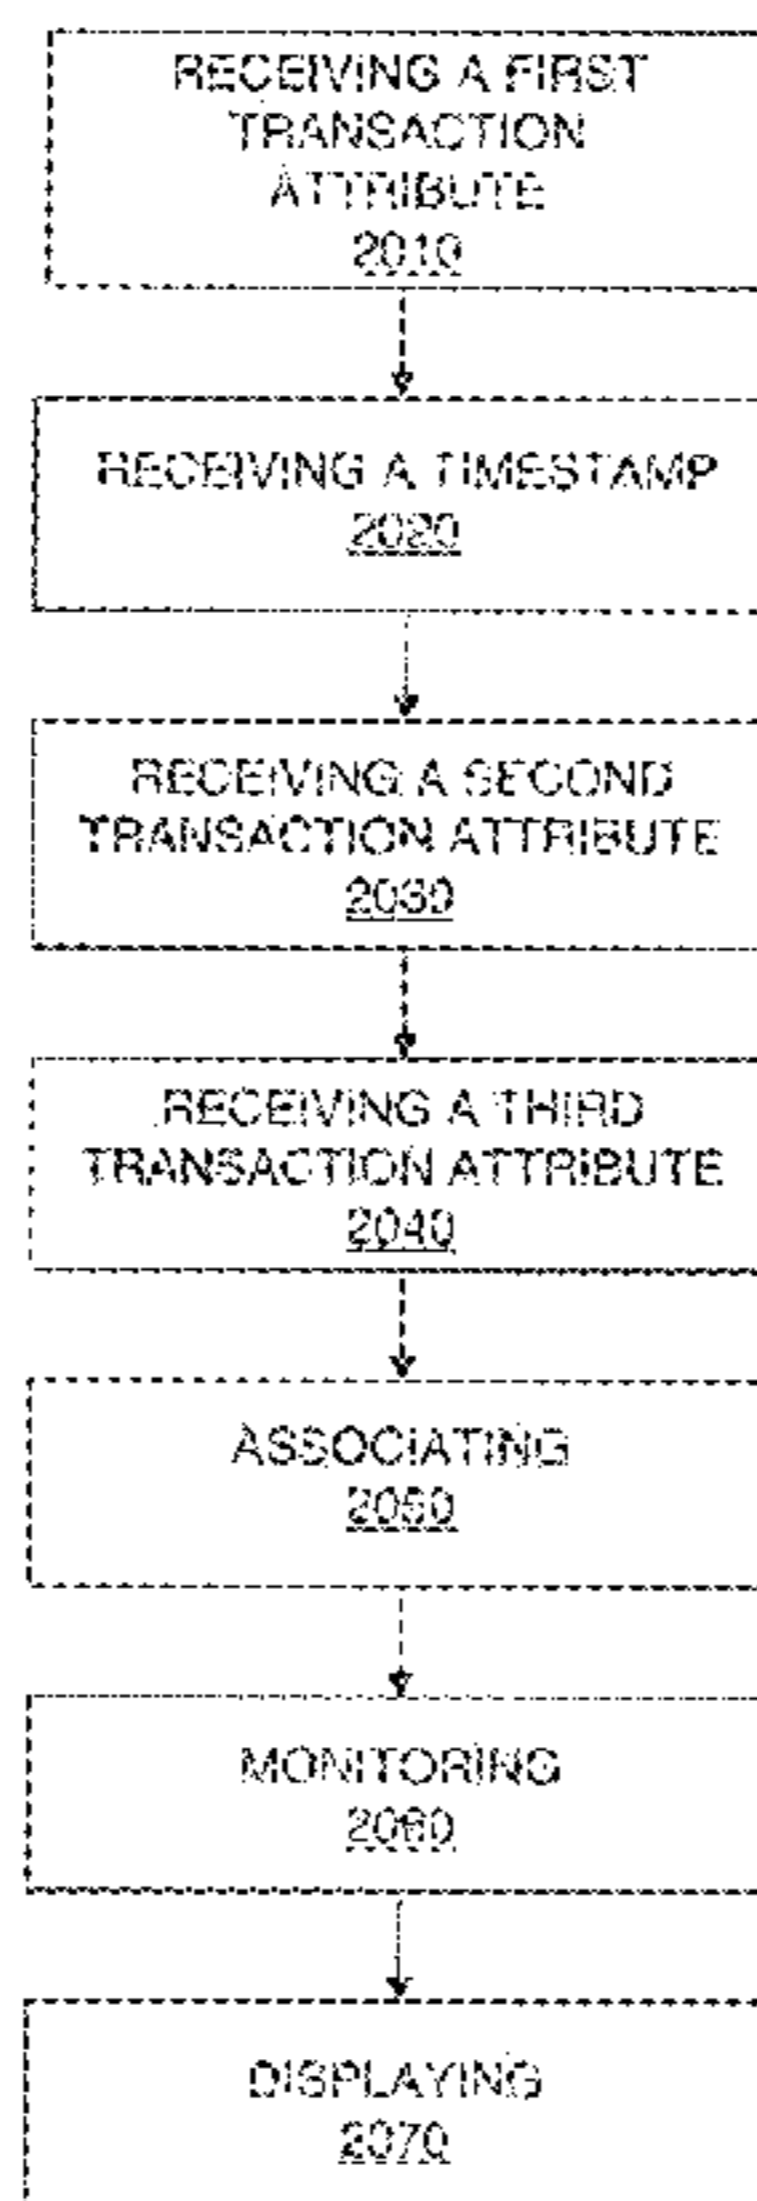 RECEIVING A FIRST
TRANSACTION
ATTRIBUTE
2010
RECEIVING A TIMESTAMP
2020
RECEIVING A SECOND
TRANSACTION ATTRIBUTE
2030
RECEIVING A THIRD
TRANSACTION ATTRIBUTE
2040
ASSOCIATING
2050
MONITORING
2060
DISPLAYING
2070